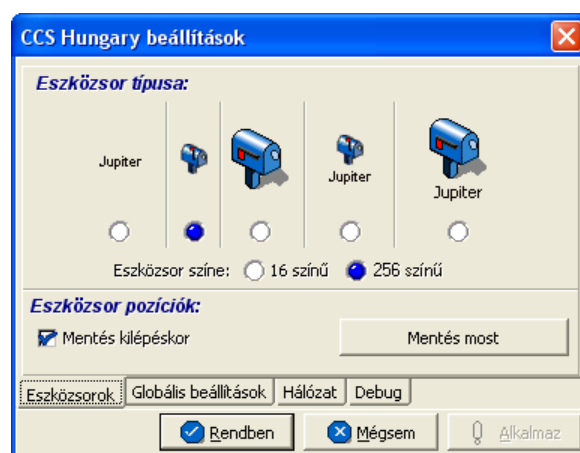 CCS Hungary beállítások
Eszközsor típusa:
Jupiter
Jupiter
Jupiter
Eszközsor színe: 16 színű 256 színű
Eszközsor pozíciók:
Mentés kilépéskor Mentés most
Eszközsorok Globális beállítások Hálózat Debug
Rendben Mégsem Alkalmaz